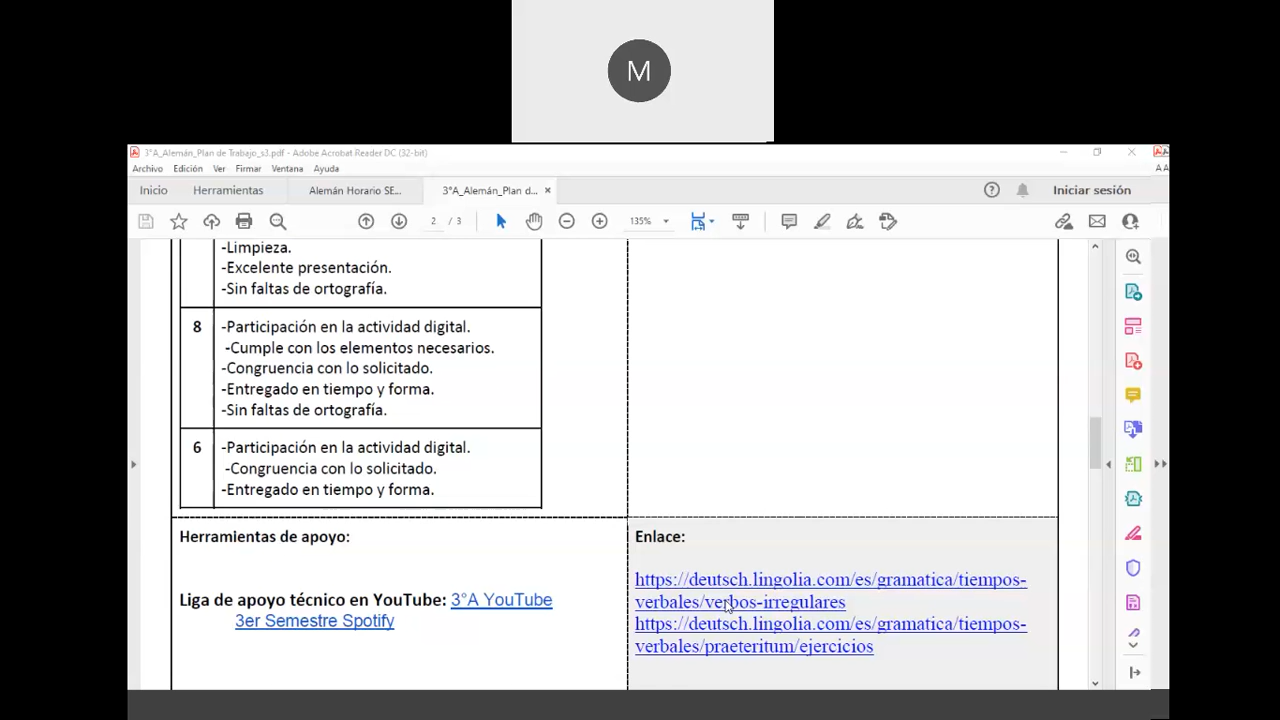 M
3°A_Alemán_Plan de Trabajo_s3.pdf - Adobe Acrobat Reader DC (32-bit)
Archivo Edición Ver Firmar Ventana Ayuda
Inicio Herramientas Alemán Horario SE... 3°A_Alemán_Plan d... × Iniciar sesión
2 / 3 135%
-Limpieza.
-Excelente presentación.
-Sin faltas de ortografía.
8 -Participación en la actividad digital.
-Cumple con los elementos necesarios.
-Congruencia con lo solicitado.
-Entregado en tiempo y forma.
-Sin faltas de ortografía.
6 -Participación en la actividad digital.
-Congruencia con lo solicitado.
-Entregado en tiempo y forma.
Herramientas de apoyo:
Liga de apoyo técnico en YouTube: 3°A YouTube
3er Semestre Spotify
Enlace:
https://deutsch.lingolia.com/es/gramatica/tiempos-
verbales/verbos-irregulares
https://deutsch.lingolia.com/es/gramatica/tiempos-
verbales/praeteritum/ejercicios